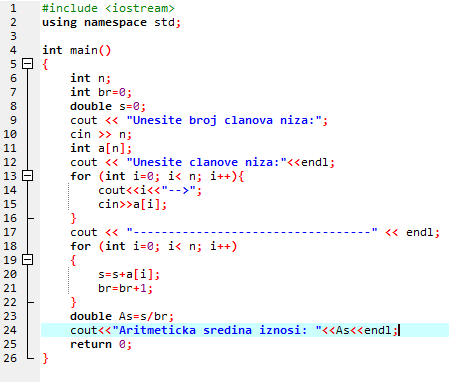 1 #include <iostream>
2 using namespace std;
3
4 int main()
5 {
6 int n;
7 int br=0;
8 double s=0;
9 cout << "Unesite broj clanova niza:";
10 cin >> n;
11 int a[n];
12 cout << "Unesite clanove niza:"<<endl;
13 for (int i=0; i< n; i++){
14 cout<<i<<"-->";
15 cin>>a[i];
16 }
17 cout << "----------------------------------" << endl;
18 for (int i=0; i< n; i++)
19 {
20 s=s+a[i];
21 br=br+1;
22 }
23 double As=s/br;
24 cout<<"Aritmeticka sredina iznosi: "<<As<<endl;
25 return 0;
26 }